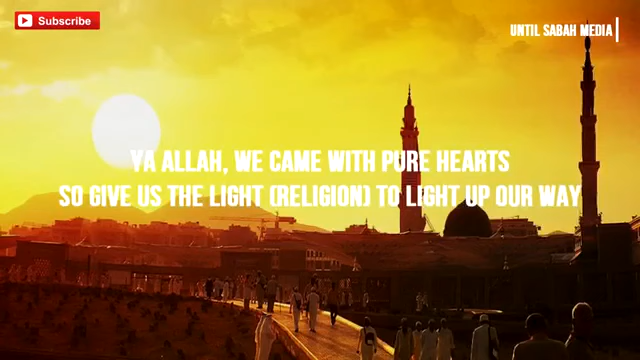 Subscribe
UNTIL SABAH MEDIA
YA ALLAH, WE CAME WITH PURE HEARTS
SO GIVE US THE LIGHT (RELIGION) TO LIGHT UP OUR WAY